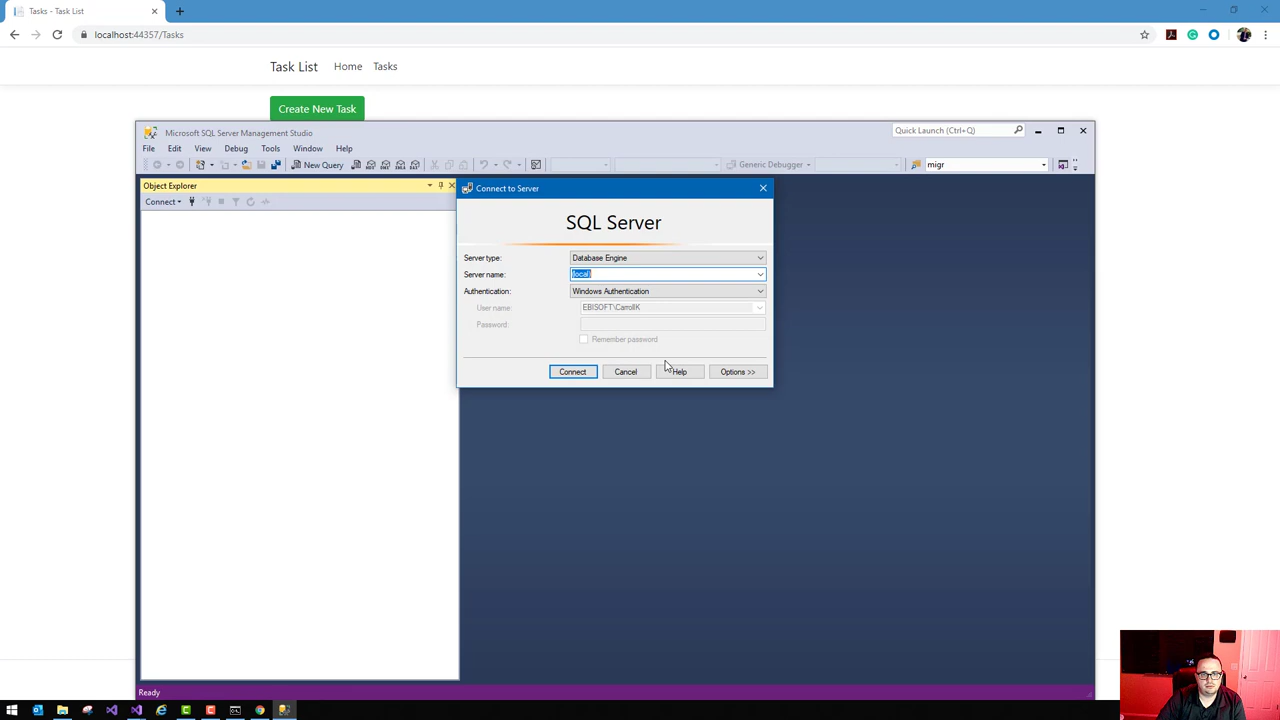 Tasks - Task List
localhost:44357/Tasks
Task List Home Tasks
Create New Task
Microsoft SQL Server Management Studio
Quick Launch (Ctrl+Q)
File Edit View Debug Tools Window Help
New Query
Generic Debugger
migr
Object Explorer
Connect
Connect to Server
SQL Server
Server type: Database Engine
Server name: (local)
Authentication: Windows Authentication
User name: EBISOFT\CarrollK
Password:
Remember password
Connect Cancel Help Options >>
Ready